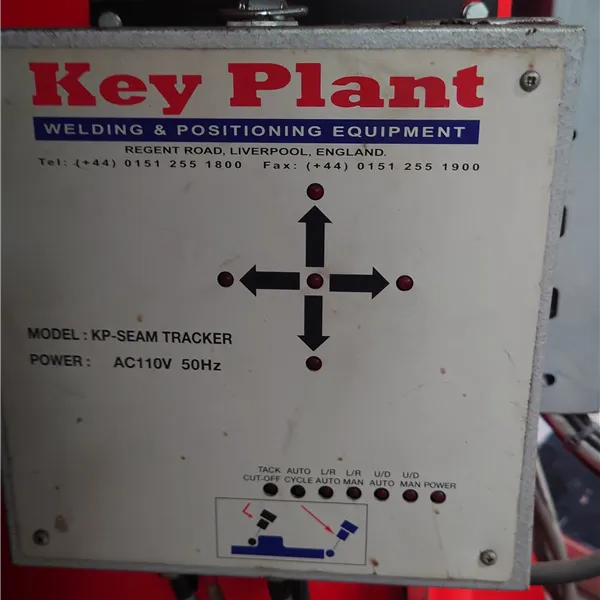 Key Plant
WELDING & POSITIONING EQUIPMENT
REGENT ROAD, LIVERPOOL, ENGLAND.
Tel: (+44) 0151 255 1800 Fax: (+44) 0151 255 1900
MODEL : KP-SEAM TRACKER
POWER : AC110V 50Hz
TACK AUTO L/R L/R U/D U/D
CUT-OFF CYCLE AUTO MAN AUTO MAN POWER